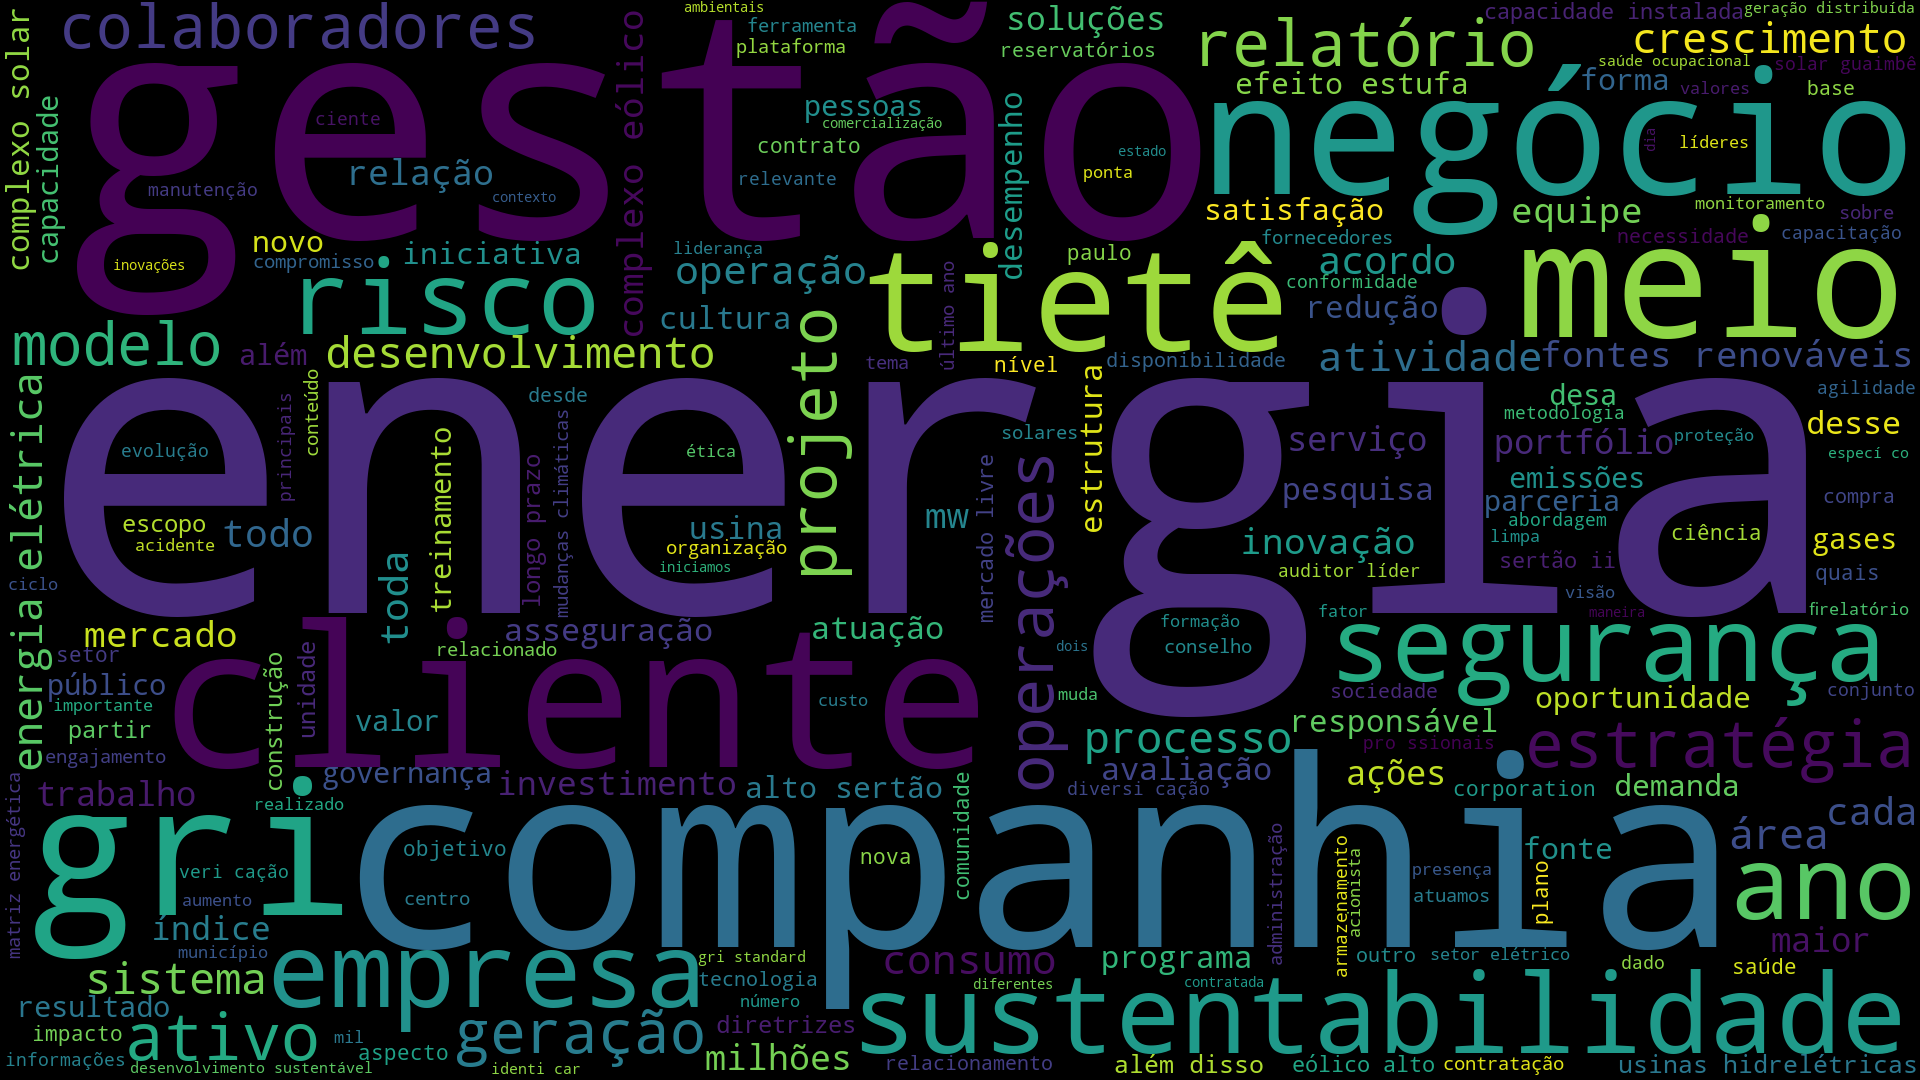 complexo solar
colaboradores
ambientais
ferramenta
plataforma
soluções
reservatórios
capacidade instalada
geração distribuída
relatório
crescimento
saúde ocupacional
solar guaimbê
efeito estufa
forma
valores
base
gestão
negócio
capacidade
ciente
pessoas
comercialização
contrato
relação
relevante
manutenção
contexto
complexo eólico
desempenho
estado
ponta
dia
líderes
satisfação
equipe
monitoramento
sobre
fornecedores
necessidade
capacitação
novo
compromisso
inovações
iniciativa
liderança
operação
paulo
conformidade
acordo
redução
meio
risco
cultura
último ano
tietê
modelo
além
desenvolvimento
projeto
tema
nível
disponibilidade
atividade
fontes renováveis
energia
energia elétrica
principais
conteúdo
desde
mudanças climáticas
longo prazo
treinamento
evolução
escopo
acidente
todo
toda
ética
usina
organização
iniciamos
mw
mercado livre
solares
operações
estrutura
serviço
pesquisa
inovação
auditor líder
desa
metodologia
portfólio
proteção
emissões
parceria
abordagem
limpa
sertão ii
ciência
agilidade
desse
especí co
compra
gases
quais
visão
maneira
firelatório
fator
ciclo
mercado
setor
público
importante
partir
engajamento
relacionado
asseguração
atuação
formação
conselho
dois
muda
segurança
cliente
construção
unidade
valor
custo
sociedade
oportunidade
conjunto
responsável
processo
pro ssionais
estratégia
governança
investimento
alto sertão
avaliação
diversi cação
ações
corporation
demanda
cada
trabalho
realizado
matriz energética
gri
companhia
objetivo
veri cação
aumento
centro
nova
comunidade
fonte
área
presença
atuamos
plano
armazenamento
acionista
administração
ano
índice
município
empresa
gri standard
tecnologia
número
consumo
diferentes
programa
contratada
outro
setor elétrico
dado
maior
saúde
sistema
resultado
impacto
informações
ativo
mil
aspecto
desenvolvimento sustentável
geração
identi car
diretrizes
milhões
sustentabilidade
relacionamento
além disso
eólico alto
contratação
usinas hidrelétricas